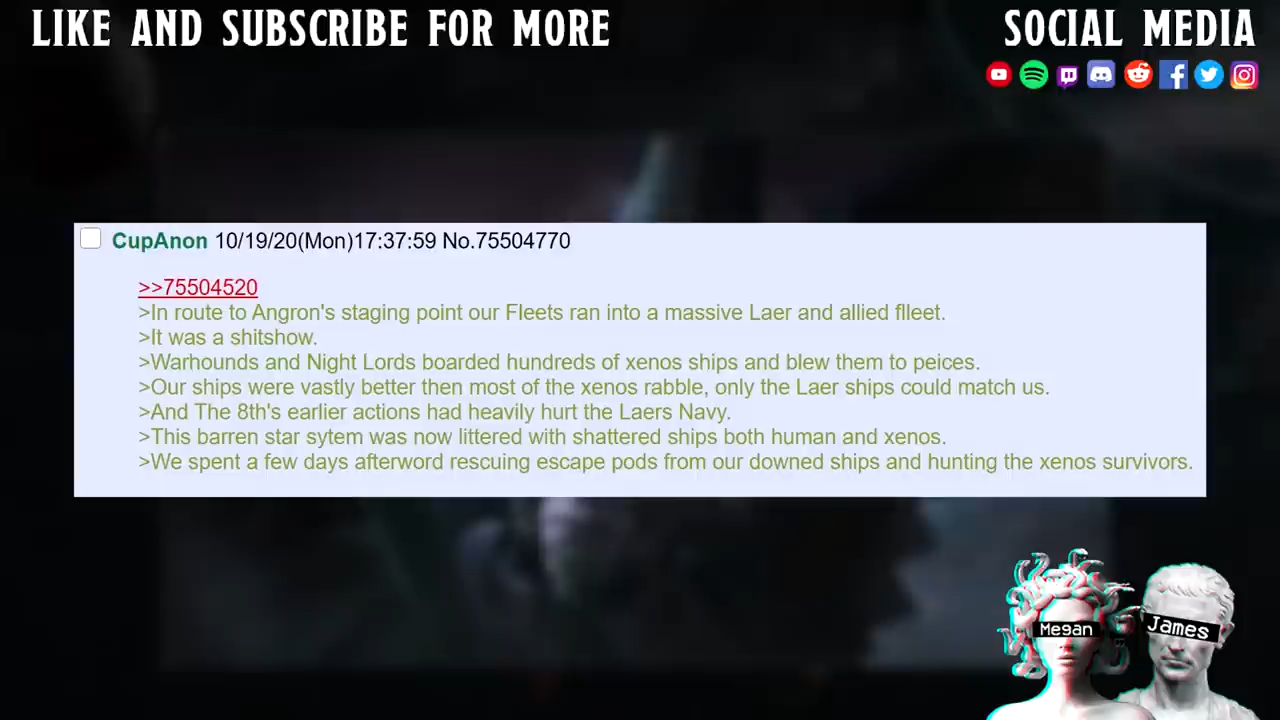 LIKE AND SUBSCRIBE FOR MORE
SOCIAL MEDIA
CupAnon 10/19/20(Mon)17:37:59 No.75504770
>>75504520
>In route to Angron's staging point our Fleets ran into a massive Laer and allied flleet.
>It was a shitshow.
>Warhounds and Night Lords boarded hundreds of xenos ships and blew them to peices.
>Our ships were vastly better then most of the xenos rabble, only the Laer ships could match us.
>And The 8th's earlier actions had heavily hurt the Laers Navy.
>This barren star sytem was now littered with shattered ships both human and xenos.
>We spent a few days afterword rescuing escape pods from our downed ships and hunting the xenos survivors.
Megan
James